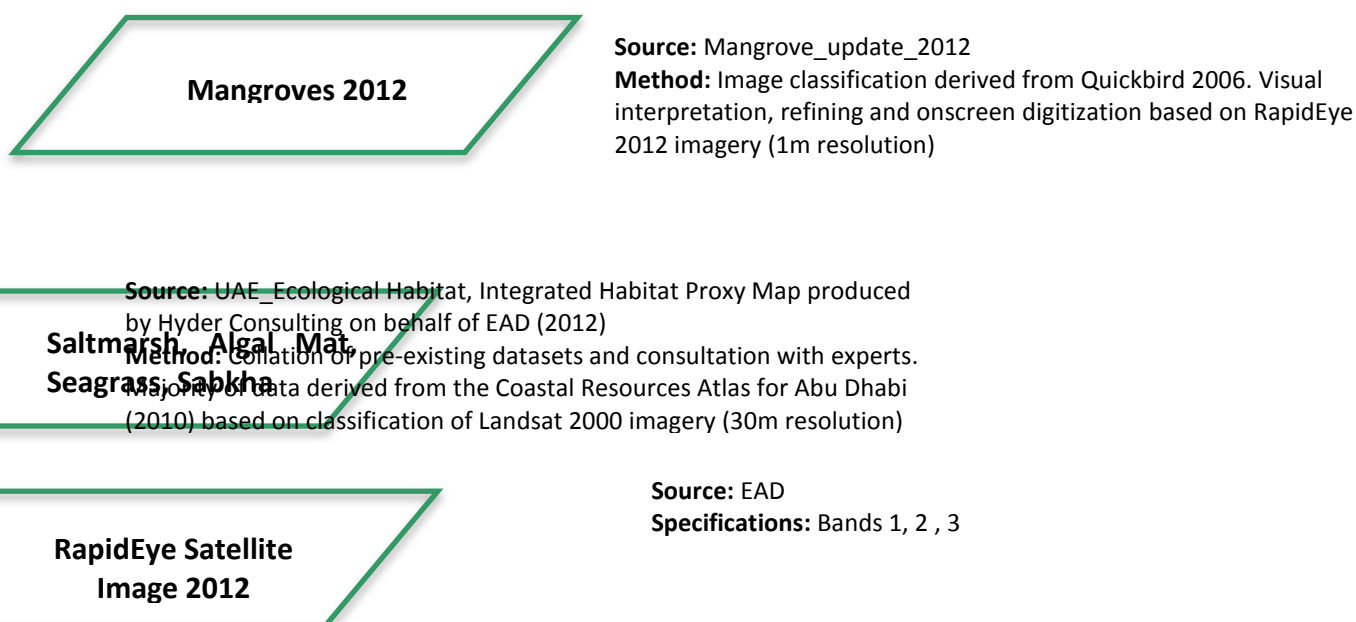 Mangroves 2012
Source: Mangrove_update_2012
Method: Image classification derived from Quickbird 2006. Visual
interpretation, refining and onscreen digitization based on RapidEye
2012 imagery (1m resolution)
Saltmarsh, Algal Mat,
Seagrass, Sabkha
Source: UAE_Ecological Habitat, Integrated Habitat Proxy Map produced
by Hyder Consulting on behalf of EAD (2012)
Method: Collation of pre-existing datasets and consultation with experts.
Majority of data derived from the Coastal Resources Atlas for Abu Dhabi
(2010) based on classification of Landsat 2000 imagery (30m resolution)
RapidEye Satellite
Image 2012
Source: EAD
Specifications: Bands 1, 2 , 3